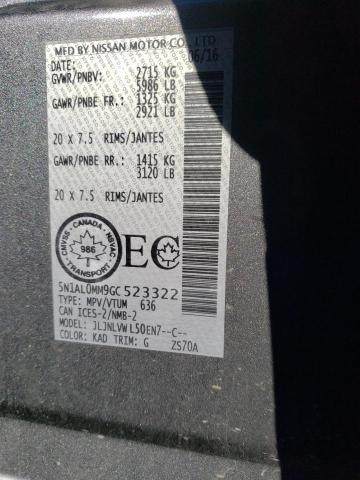 MFD BY NISSAN MOTOR CO., LTD
DATE: 06/16
GVWR/PNBV: 2715 KG
5986 LB
GAWR/PNBE FR: 1325 KG
2921 LB
20 x 7.5 RIMS/JANTES
GAWR/PNBE RR: 1415 KG
3120 LB
20 x 7.5 RIMS/JANTES
CANADA
CMVSS - NSVAC
986
TRANSPORT
EC
5N1AL0MM9GC523322
TYPE: MPV/VTUM 636
CAN ICES-2/NMB-2
MODEL: JLJNLVWL50EN7--C--
COLOR: KAD TRIM: G ZS70A